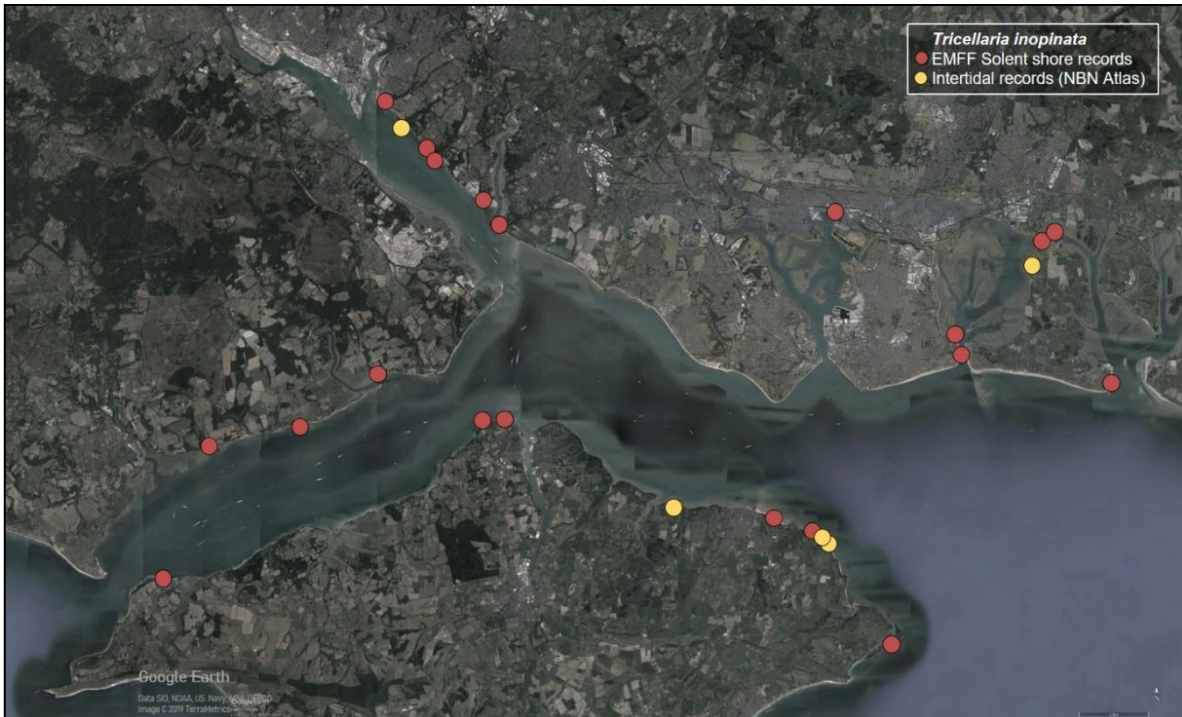 Tricellaria inopinata
EMFF Solent shore records
Intertidal records (NBN Atlas)
Google Earth
Data SIO, NOAA, US. Navy, NGA, GEBCO
Image © 2019 TerraMetrics